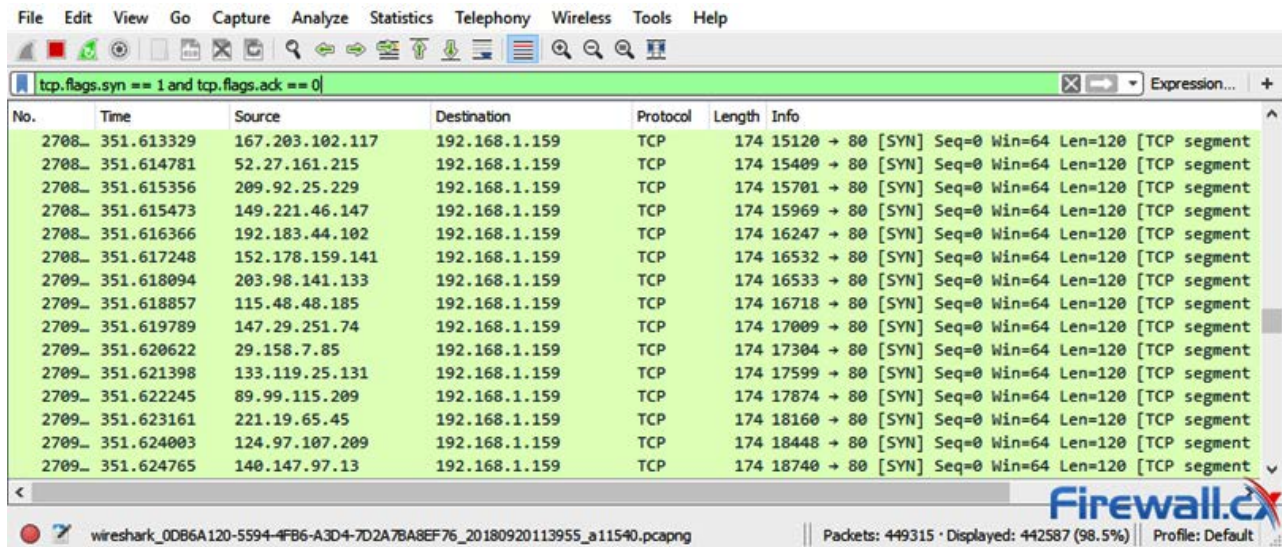 File Edit View Go Capture Analyze Statistics Telephony Wireless Tools Help
tcp.flags.syn == 1 and tcp.flags.ack == 0 Expression... +
No. Time Source Destination Protocol Length Info
2708… 351.613329 167.203.102.117 192.168.1.159 TCP 174 15120 → 80 [SYN] Seq=0 Win=64 Len=120 [TCP segment
2708… 351.614781 52.27.161.215 192.168.1.159 TCP 174 15409 → 80 [SYN] Seq=0 Win=64 Len=120 [TCP segment
2708… 351.615356 209.92.25.229 192.168.1.159 TCP 174 15701 → 80 [SYN] Seq=0 Win=64 Len=120 [TCP segment
2708… 351.615473 149.221.46.147 192.168.1.159 TCP 174 15969 → 80 [SYN] Seq=0 Win=64 Len=120 [TCP segment
2708… 351.616366 192.183.44.102 192.168.1.159 TCP 174 16247 → 80 [SYN] Seq=0 Win=64 Len=120 [TCP segment
2708… 351.617248 152.178.159.141 192.168.1.159 TCP 174 16532 → 80 [SYN] Seq=0 Win=64 Len=120 [TCP segment
2709… 351.618094 203.98.141.133 192.168.1.159 TCP 174 16533 → 80 [SYN] Seq=0 Win=64 Len=120 [TCP segment
2709… 351.618857 115.48.48.185 192.168.1.159 TCP 174 16718 → 80 [SYN] Seq=0 Win=64 Len=120 [TCP segment
2709… 351.619789 147.29.251.74 192.168.1.159 TCP 174 17009 → 80 [SYN] Seq=0 Win=64 Len=120 [TCP segment
2709… 351.620622 29.158.7.85 192.168.1.159 TCP 174 17304 → 80 [SYN] Seq=0 Win=64 Len=120 [TCP segment
2709… 351.621398 133.119.25.131 192.168.1.159 TCP 174 17599 → 80 [SYN] Seq=0 Win=64 Len=120 [TCP segment
2709… 351.622245 89.99.115.209 192.168.1.159 TCP 174 17874 → 80 [SYN] Seq=0 Win=64 Len=120 [TCP segment
2709… 351.623161 221.19.65.45 192.168.1.159 TCP 174 18160 → 80 [SYN] Seq=0 Win=64 Len=120 [TCP segment
2709… 351.624003 124.97.107.209 192.168.1.159 TCP 174 18448 → 80 [SYN] Seq=0 Win=64 Len=120 [TCP segment
2709… 351.624765 140.147.97.13 192.168.1.159 TCP 174 18740 → 80 [SYN] Seq=0 Win=64 Len=120 [TCP segment
Firewall.cx
wireshark_0DB6A120-5594-4FB6-A3D4-7D2A7BA8EF76_20180920113955_a11540.pcapng Packets: 449315 · Displayed: 442587 (98.5%) Profile: Default